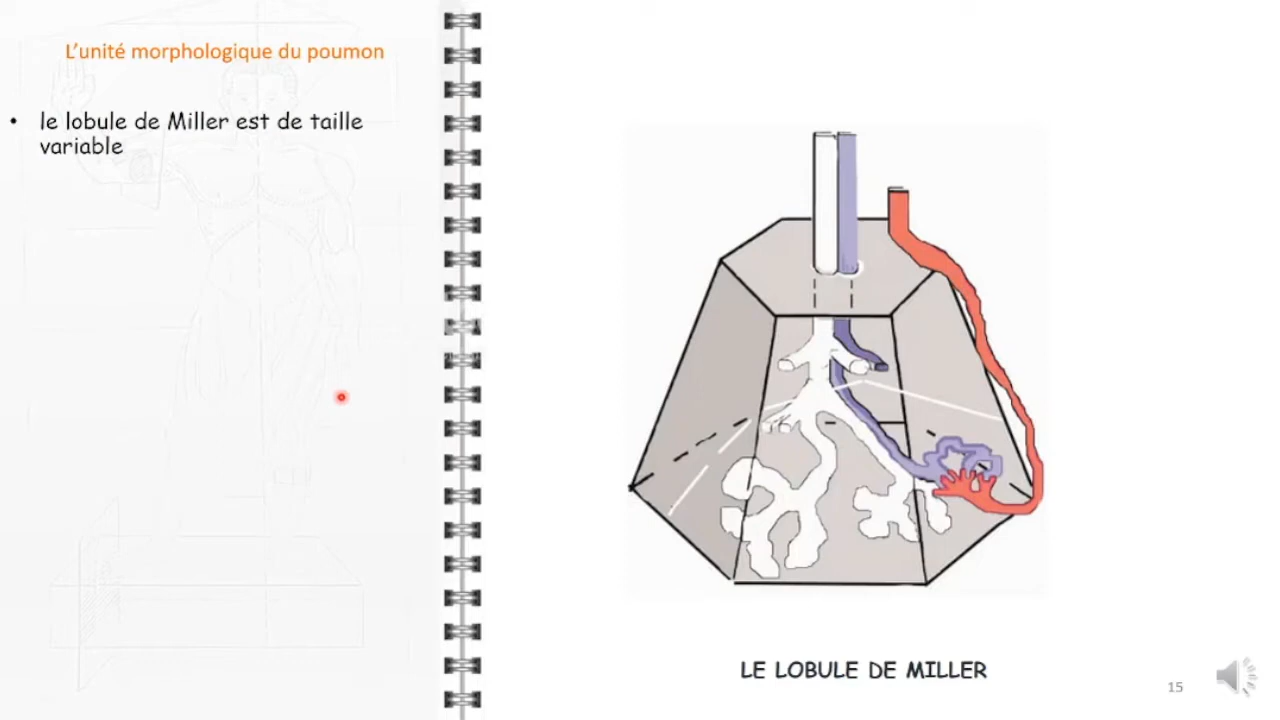 L’unité morphologique du poumon
• le lobule de Miller est de taille
variable
LE LOBULE DE MILLER
15